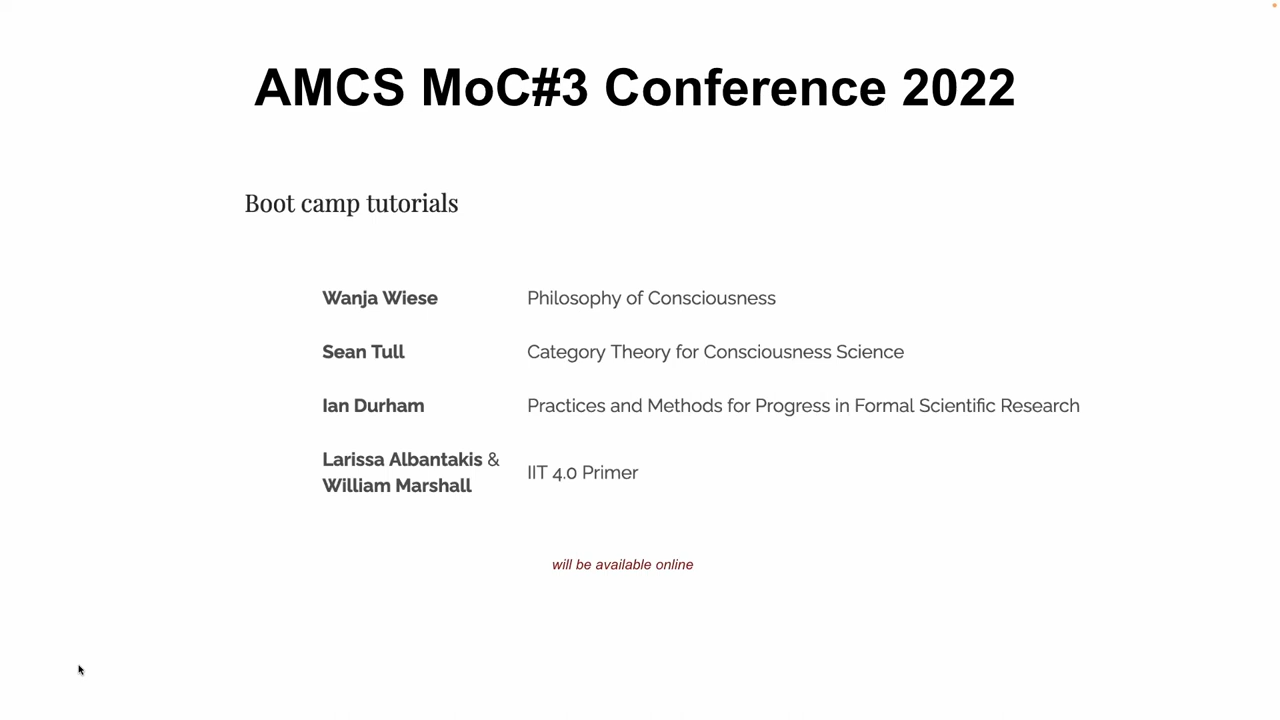 AMCS MoC#3 Conference 2022
Boot camp tutorials
Wanja Wiese Philosophy of Consciousness
Sean Tull Category Theory for Consciousness Science
Ian Durham Practices and Methods for Progress in Formal Scientific Research
Larissa Albantakis &
William Marshall
IIT 4.0 Primer
will be available online